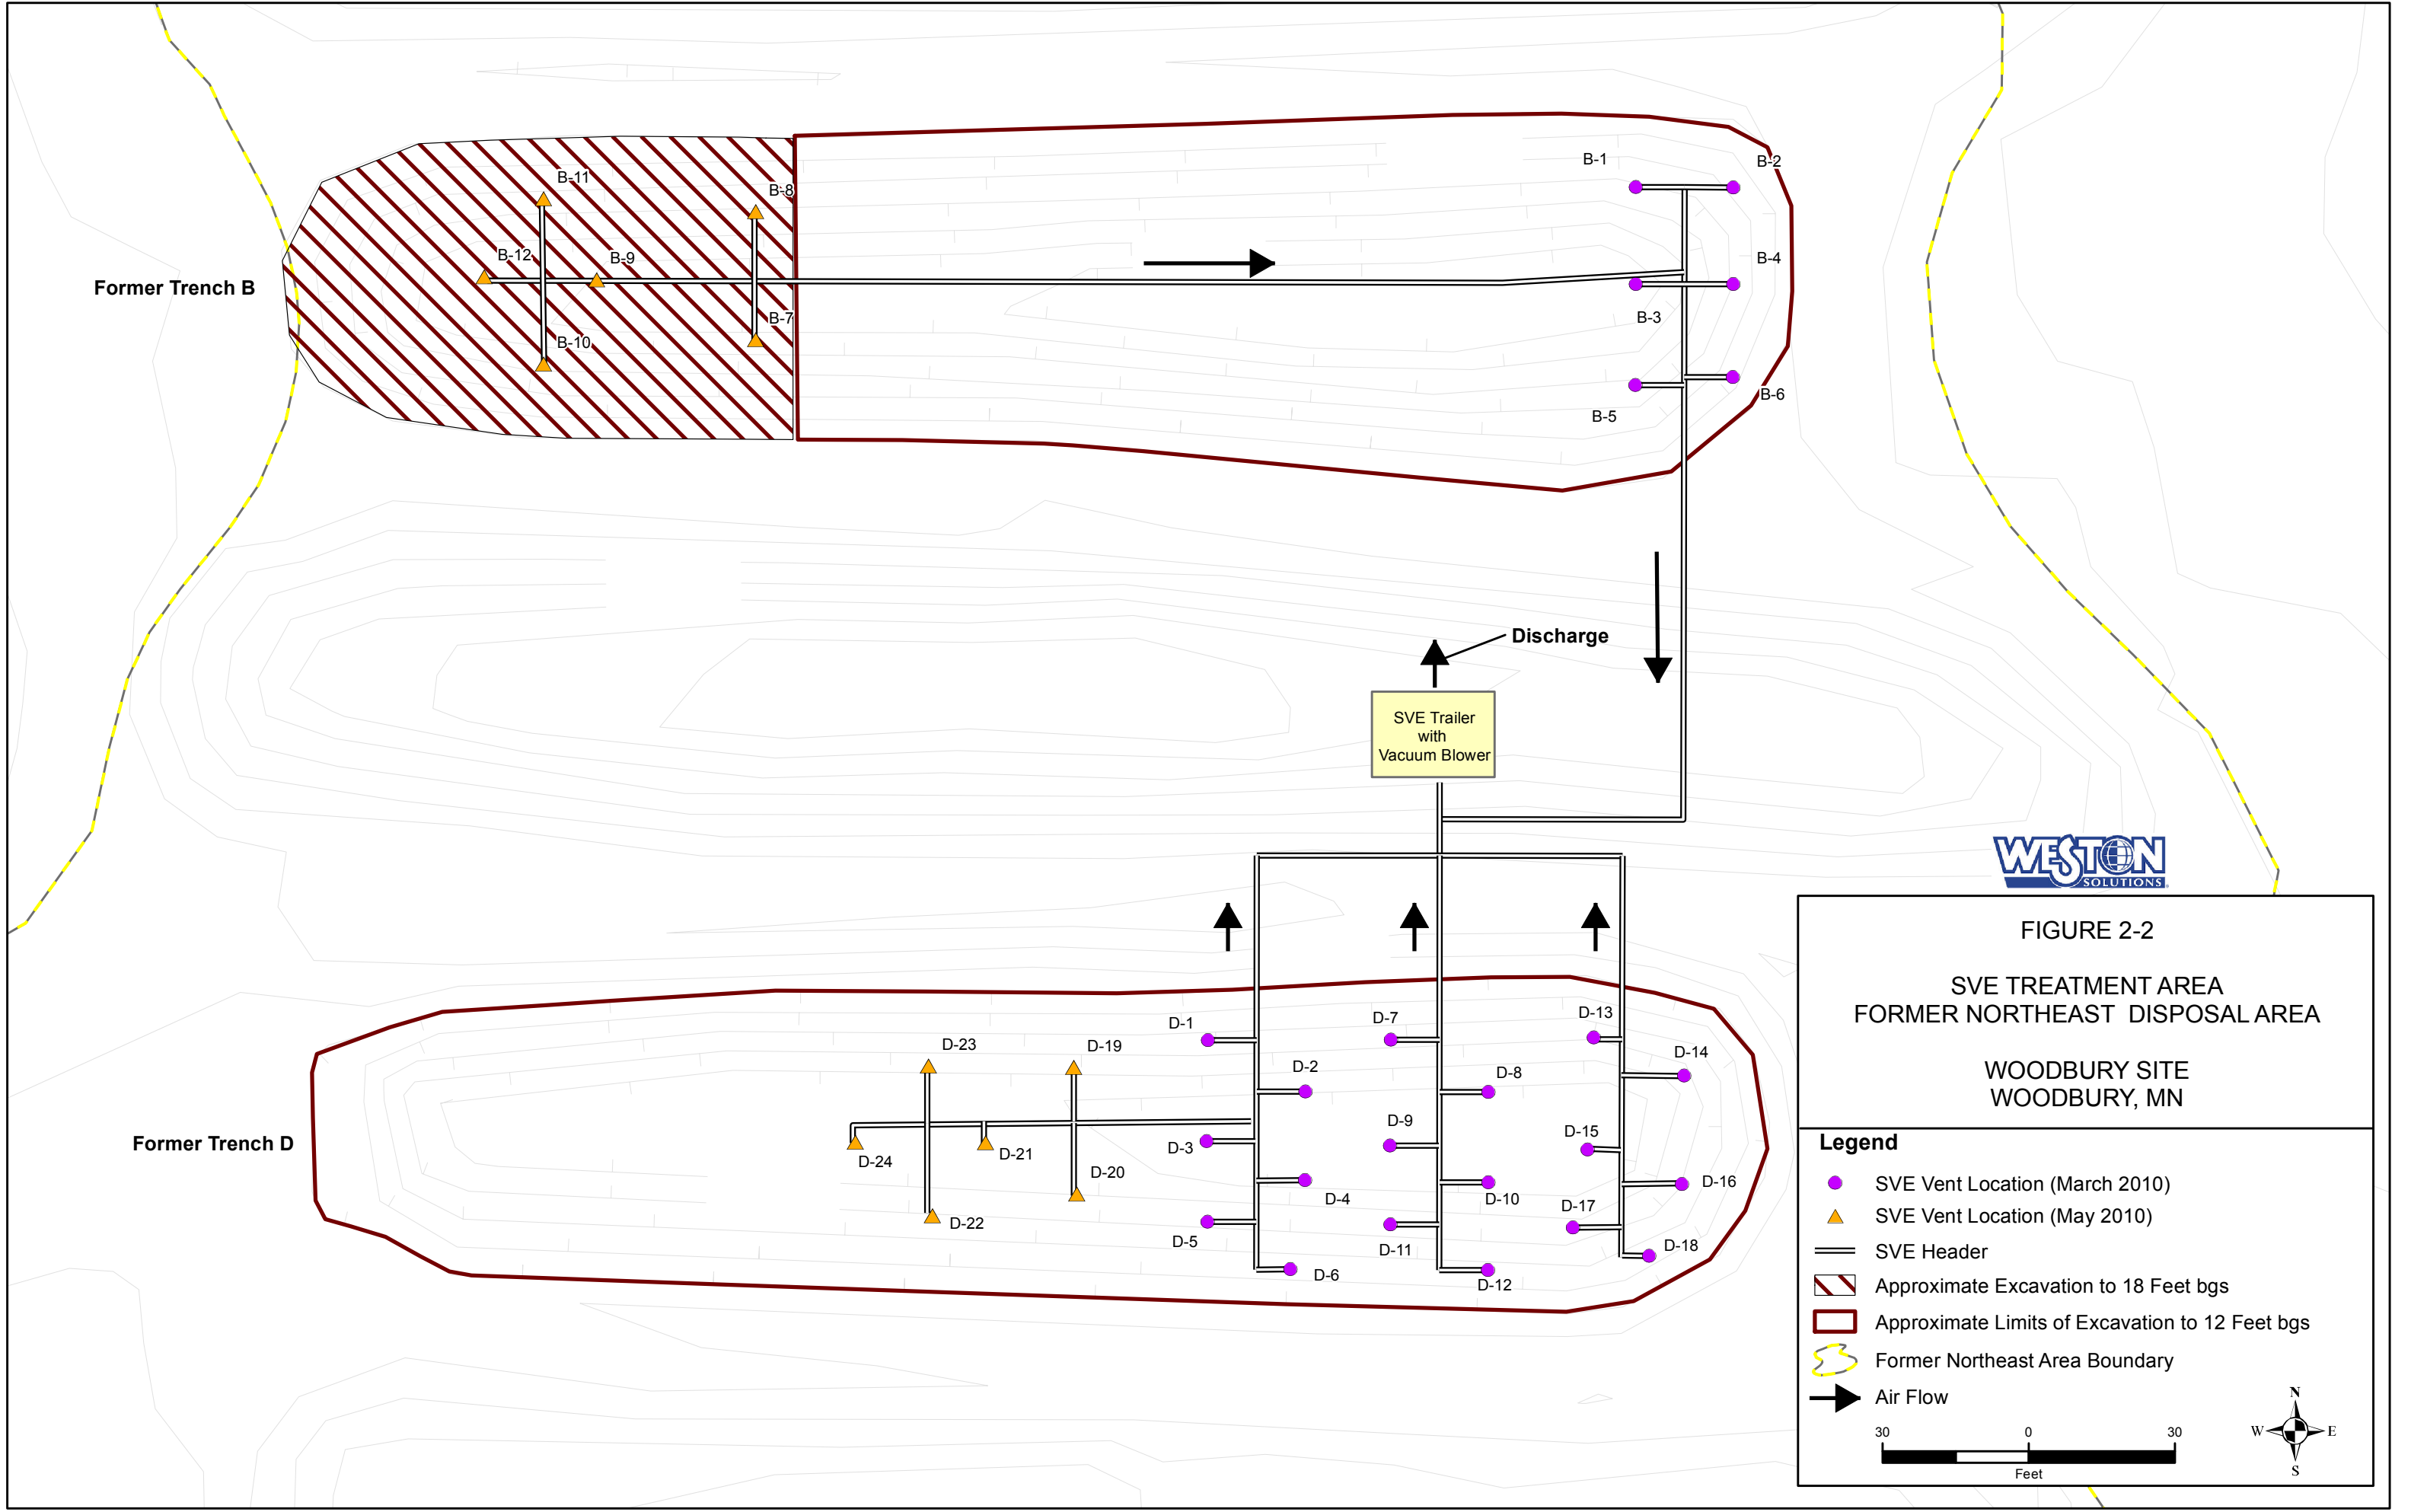 B-1
B-2
B-11
B-8
B-12
B-9
B-4
Former Trench B
B-7
B-3
B-10
B-6
B-5
Discharge
SVE Trailer
with
Vacuum Blower
D-1
D-7
D-13
D-23
D-19
D-14
D-2
D-8
D-9
D-15
Former Trench D
D-3
D-21
D-24
D-20
D-16
D-4
D-10
D-17
D-22
D-5
D-11
D-18
D-6
D-12
WESTON
SOLUTIONS
FIGURE 2-2
SVE TREATMENT AREA
FORMER NORTHEAST DISPOSAL AREA
WOODBURY SITE
WOODBURY, MN
Legend
SVE Vent Location (March 2010)
SVE Vent Location (May 2010)
SVE Header
Approximate Excavation to 18 Feet bgs
Approximate Limits of Excavation to 12 Feet bgs
Former Northeast Area Boundary
Air Flow
N
W E
S
30 0 30
Feet